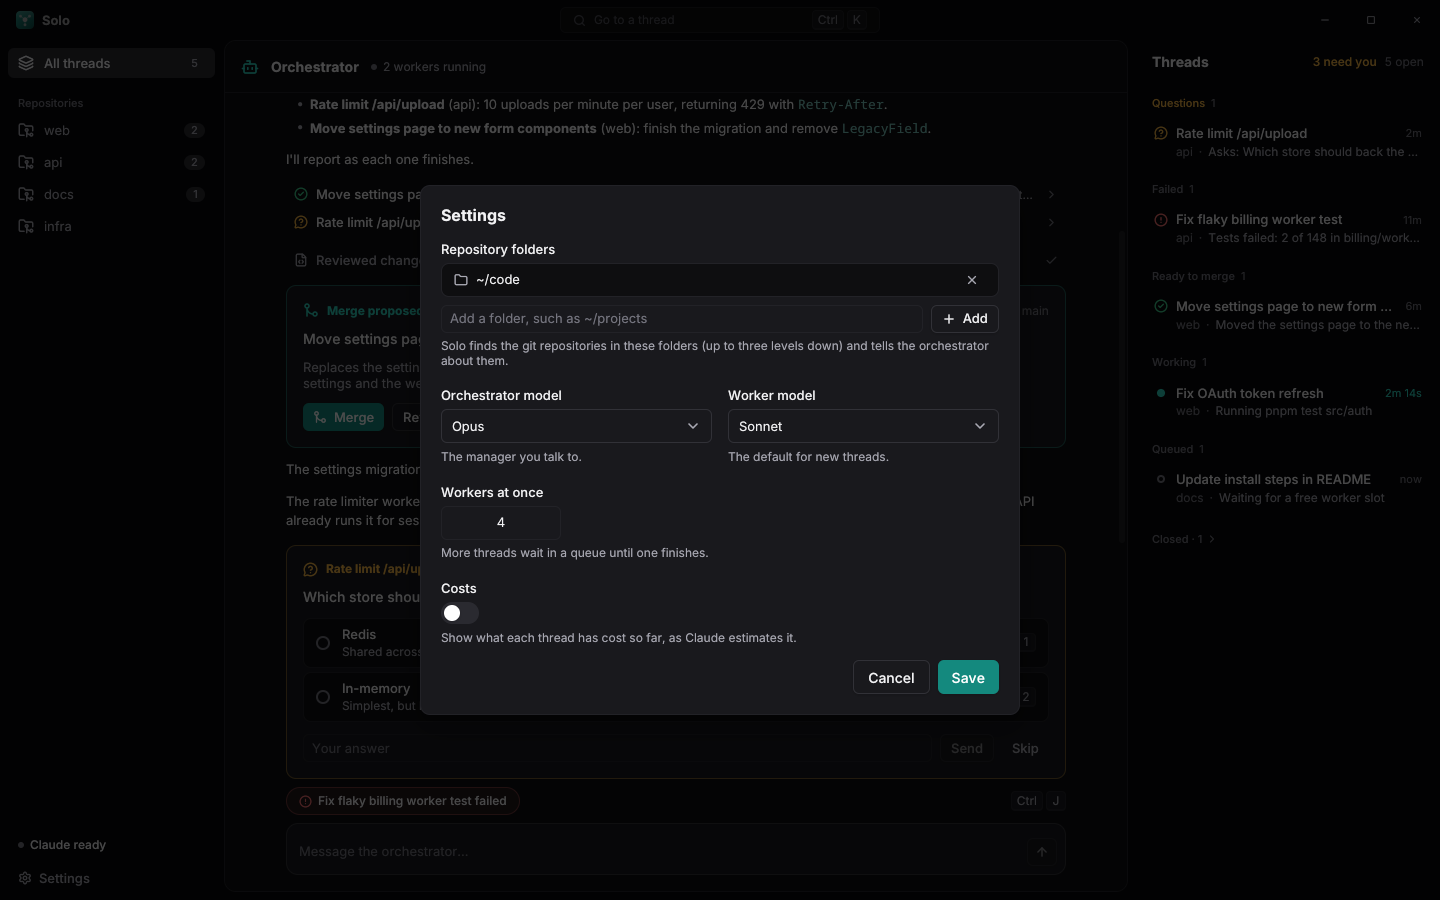 Solo
Go to a thread
Ctrl K
All threads 5
Repositories
web 2
api 2
docs 1
infra
Claude ready
Settings
Orchestrator
2 workers running
• Rate limit /api/upload (api): 10 uploads per minute per user, returning 429 with Retry-After.
• Move settings page to new form components (web): finish the migration and remove LegacyField.
I'll report as each one finishes.
Move settings pa
Rate limit /api/up
Reviewed chang
Merge propose
main
Move settings pa
Replaces the settin
settings and the we
Merge
Re
The settings migration
The rate limiter worke
already runs it for ses
Rate limit /api/up
Which store shou
Redis
Shared across
1
In-memory
Simplest, but
2
Your answer
Send
Skip
Fix flaky billing worker test failed
Ctrl J
Message the orchestrator...
Settings
Repository folders
~/code
Add a folder, such as ~/projects
+ Add
Solo finds the git repositories in these folders (up to three levels down) and tells the orchestrator
about them.
Orchestrator model
Opus
The manager you talk to.
Worker model
Sonnet
The default for new threads.
Workers at once
4
More threads wait in a queue until one finishes.
Costs
Show what each thread has cost so far, as Claude estimates it.
Cancel
Save
Threads
3 need you 5 open
Questions 1
Rate limit /api/upload 2m
api · Asks: Which store should back the ...
Failed 1
Fix flaky billing worker test 11m
api · Tests failed: 2 of 148 in billing/work...
Ready to merge 1
Move settings page to new form ... 6m
web · Moved the settings page to the ne...
Working 1
Fix OAuth token refresh 2m 14s
web · Running pnpm test src/auth
Queued 1
Update install steps in README now
docs · Waiting for a free worker slot
Closed · 1